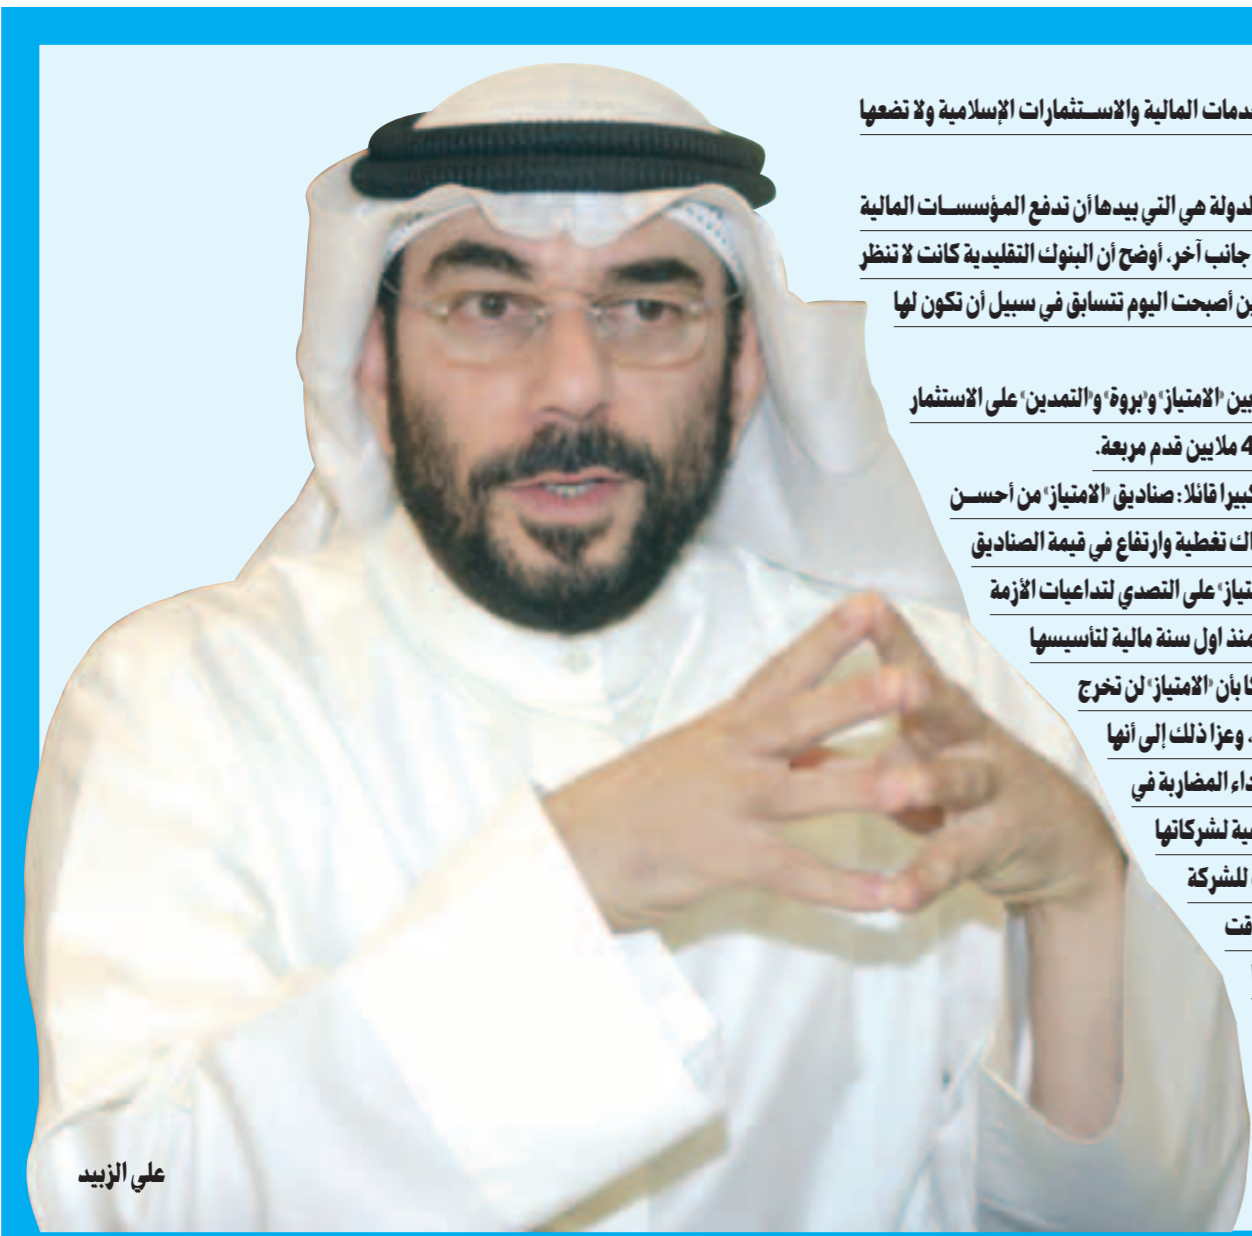 دمات المالية والاستثمارات الإسلامية ولا تضعها
لدولة هي التي بيدها أن تدفع المؤسسات المالية
جانب آخر، أوضح أن البنوك التقليدية كانت لا تنظر
ن أصبحت اليوم تتسابق في سبيل أن تكون لها
بين «الامتياز» و«بروة» و«التمدين» على الاستثمار
4 ملايين قدم مربعة.
كبيرا قائلا: صناديق «الامتياز» من أحسن
اك تغطية وارتفاع في قيمة الصناديق
تياز» على التصدي لتداعيات الأزمة
منذ اول سنة مالية لتأسيسها
كا بأن «الامتياز» لن تخرج
. وعزا ذلك إلى أنها
داء المضاربة في
ية لشركاتها
للشركة
قت
علي الزبيد